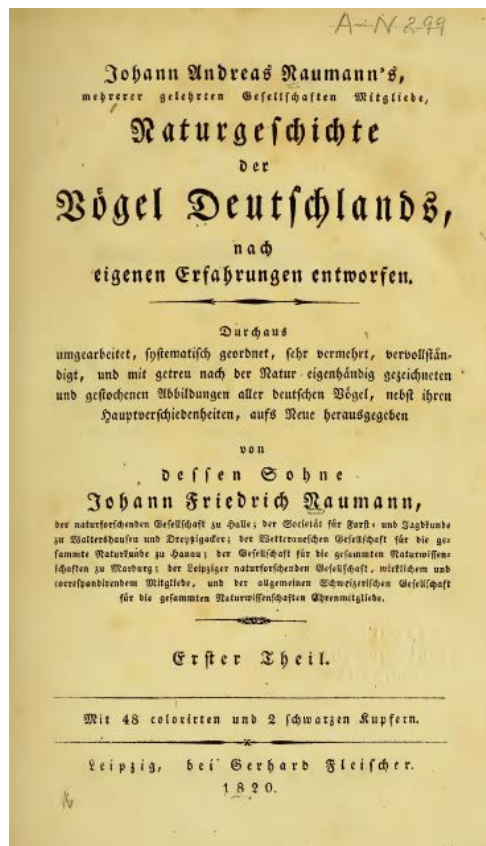 A-N 299
Johann Andreas Naumann's,
mehrerer gelehrten Gesellschaften Mitgliede,
Naturgeschichte
der
Vögel Deutschlands,
nach
eigenen Erfahrungen entworfen.
Durchaus
umgearbeitet, systematisch geordnet, sehr vermehrt, vervollstän-
digt, und mit getreu nach der Natur eigenhändig gezeichneten
und gestochenen Abbildungen aller deutschen Vögel, nebst ihren
Hauptverschiedenheiten, aufs Neue herausgegeben
von
dessen Sohne
Johann Friedrich Naumann,
der naturforschenden Gesellschaft zu Halle; der Societät für Forst- und Jagdkunde
zu Waltershausen und Dreyßigacker; der Wetterauschen Gesellschaft für die ge-
sammte Naturkunde zu Hanau; der Gesellschaft für die gesammten Naturwissen-
schaften zu Marburg; der Leipziger naturforschenden Gesellschaft, wirklichem und
correspondirendem Mitgliede, und der allgemeinen Schweizerischen Gesellschaft
für die gesammten Naturwissenschaften Ehrenmitgliede.
Erster Theil.
Mit 48 colorirten und 2 schwarzen Kupfern.
Leipzig, bei Gerhard Fleischer.
1820.